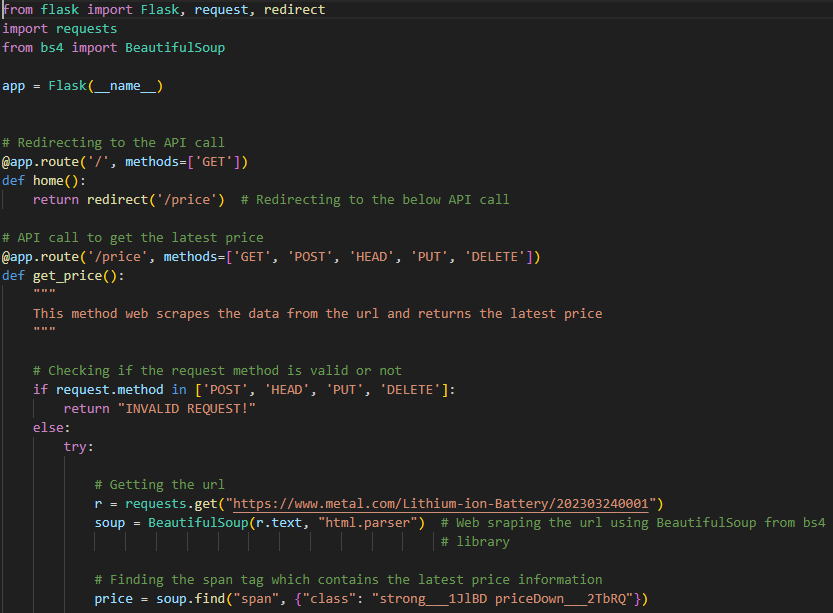 from flask import Flask, request, redirect
import requests
from bs4 import BeautifulSoup
app = Flask(__name__)
# Redirecting to the API call
@app.route('/', methods=['GET'])
def home():
    return redirect('/price')  # Redirecting to the below API call
# API call to get the latest price
@app.route('/price', methods=['GET', 'POST', 'HEAD', 'PUT', 'DELETE'])
def get_price():
    """
    This method web scrapes the data from the url and returns the latest price
    """
    # Checking if the request method is valid or not
    if request.method in ['POST', 'HEAD', 'PUT', 'DELETE']:
        return "INVALID REQUEST!"
    else:
        try:
            # Getting the url
            r = requests.get("https://www.metal.com/Lithium-ion-Battery/202303240001")
            soup = BeautifulSoup(r.text, "html.parser")  # Web sraping the url using BeautifulSoup from bs4
                                                         # library
            # Finding the span tag which contains the latest price information
            price = soup.find("span", {"class": "strong___1JlBD priceDown___2TbRQ"})